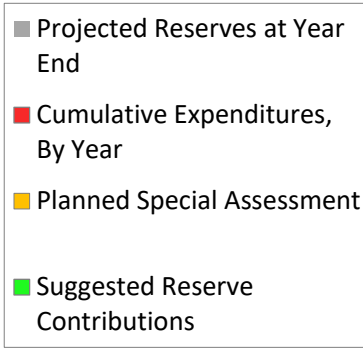 Projected Reserves at Year
End
Cumulative Expenditures,
By Year
Planned Special Assessment
Suggested Reserve
Contributions